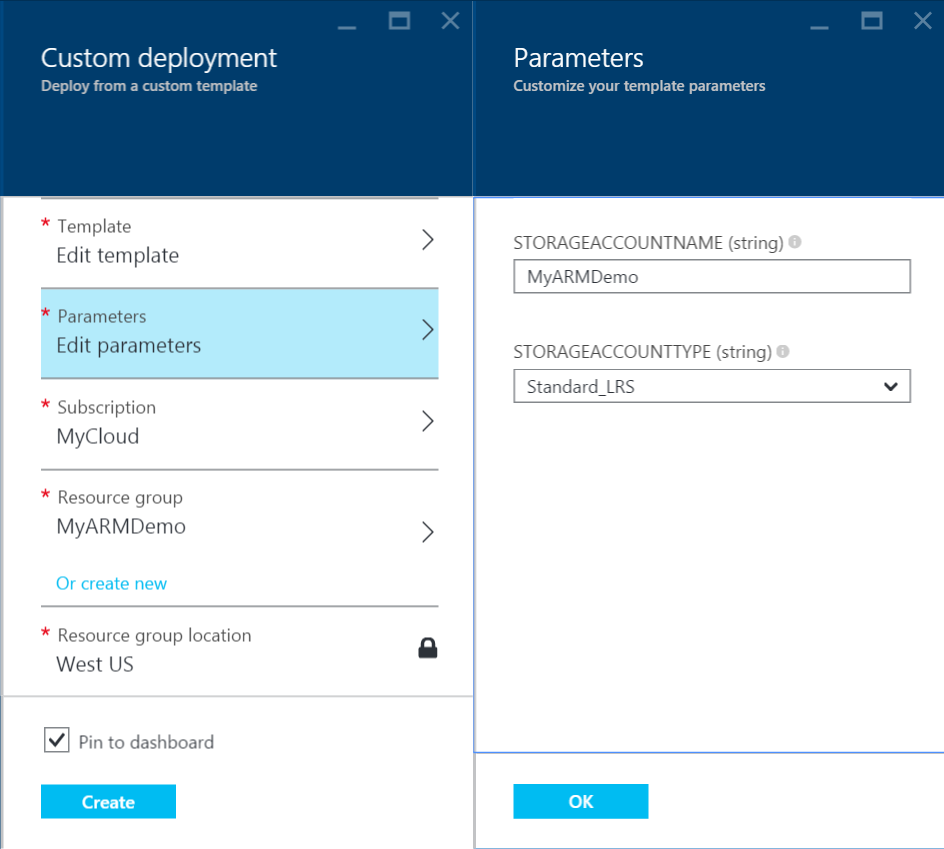 Custom deployment
Deploy from a custom template
* Template
Edit template
* Parameters
Edit parameters
* Subscription
MyCloud
* Resource group
MyARMDemo
Or create new
* Resource group location
West US
Pin to dashboard
Create
Parameters
Customize your template parameters
STORAGEACCOUNTNAME (string)
MyARMDemo
STORAGEACCOUNTTYPE (string)
Standard_LRS
OK